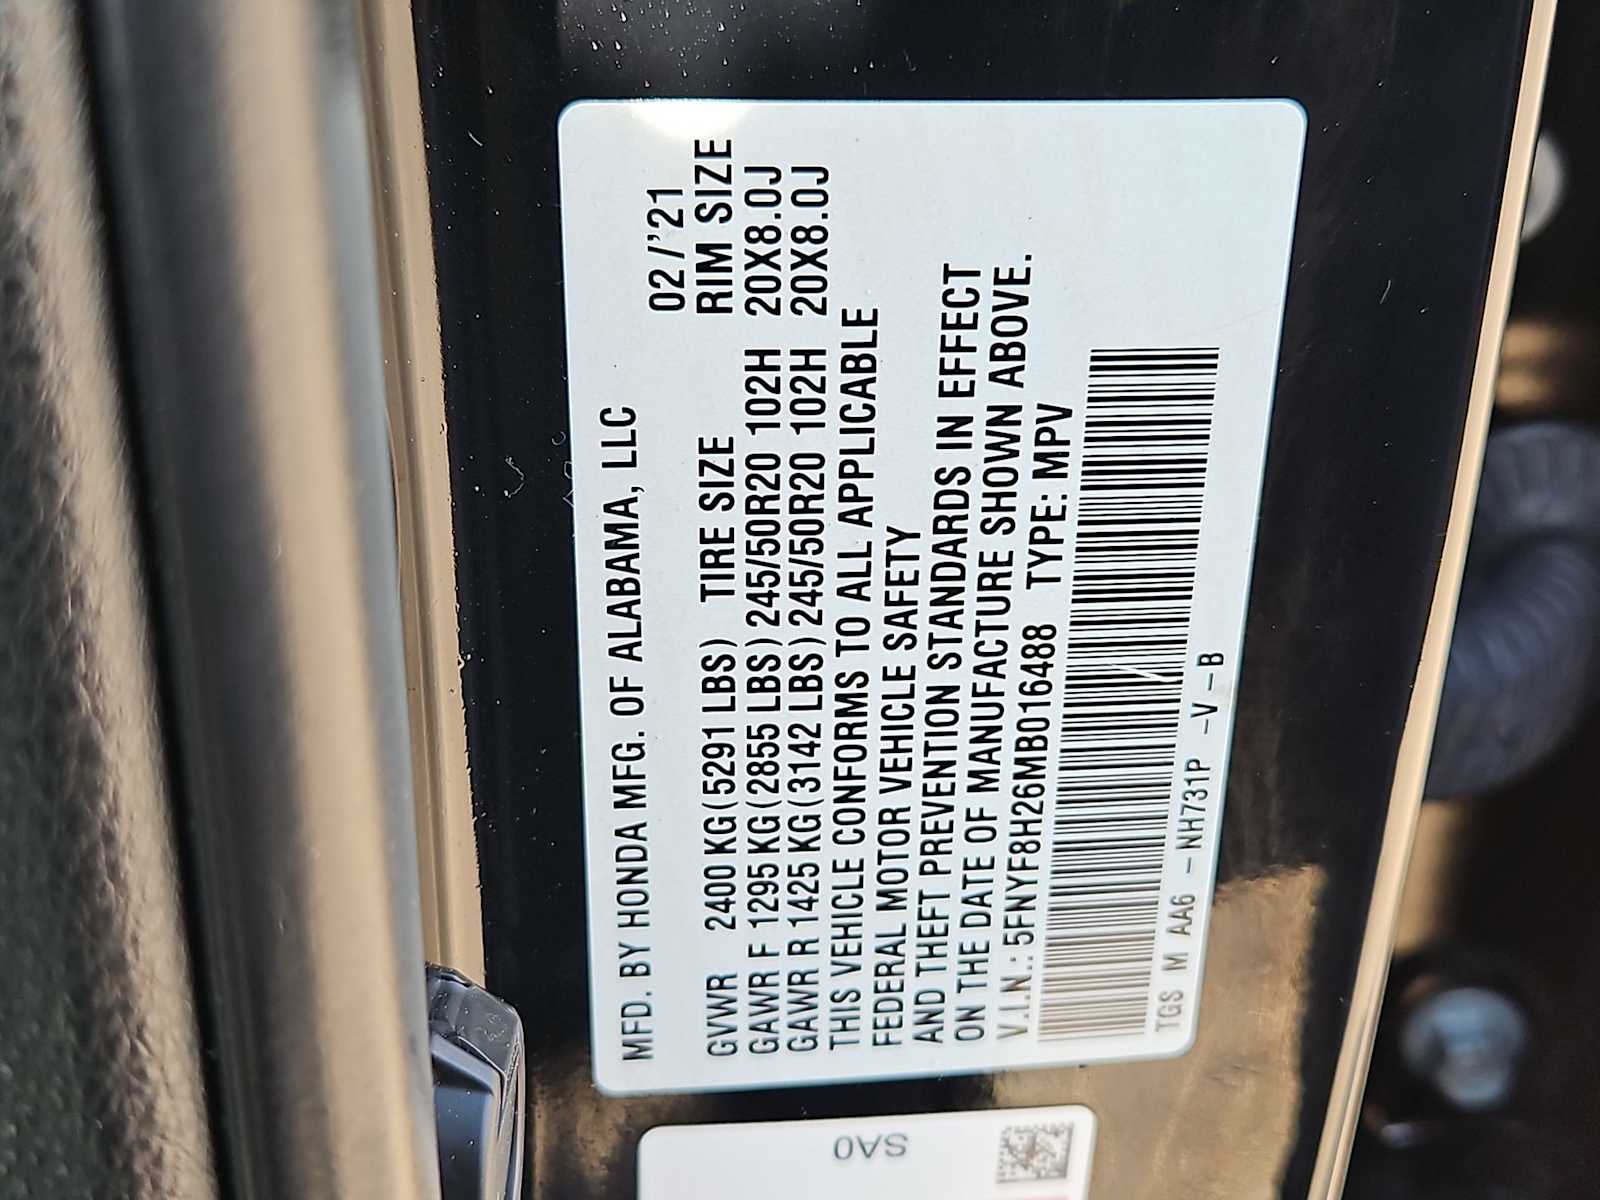 MFD. BY HONDA MFG. OF ALABAMA, LLC
02/'21
GVWR 2400 KG(5291 LBS) TIRE SIZE RIM SIZE
GAWR F 1295 KG(2855 LBS) 245/50R20 102H 20X8.0J
GAWR R 1425 KG(3142 LBS) 245/50R20 102H 20X8.0J
THIS VEHICLE CONFORMS TO ALL APPLICABLE
FEDERAL MOTOR VEHICLE SAFETY
AND THEFT PREVENTION STANDARDS IN EFFECT
ON THE DATE OF MANUFACTURE SHOWN ABOVE.
V.I.N.: 5FNYF8H26MB016488 TYPE: MPV
TGS M AA6 -NH731P -V-B
SA0